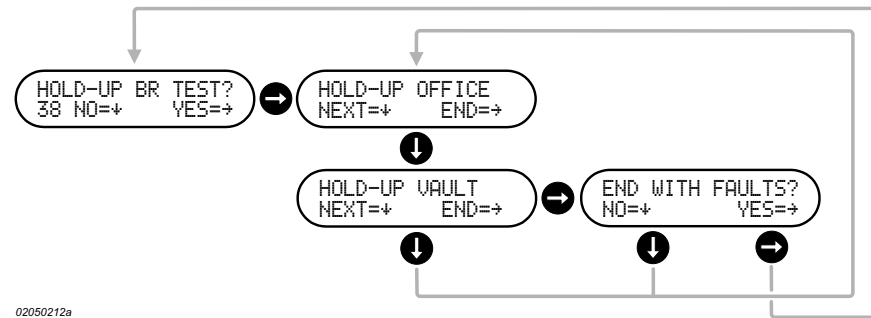 HOLD-UP BR TEST?
38 NO=↓ YES=→
HOLD-UP OFFICE
NEXT=↓ END=→
HOLD-UP VAULT
NEXT=↓ END=→
END WITH FAULTS?
NO=↓ YES=→
02050212a